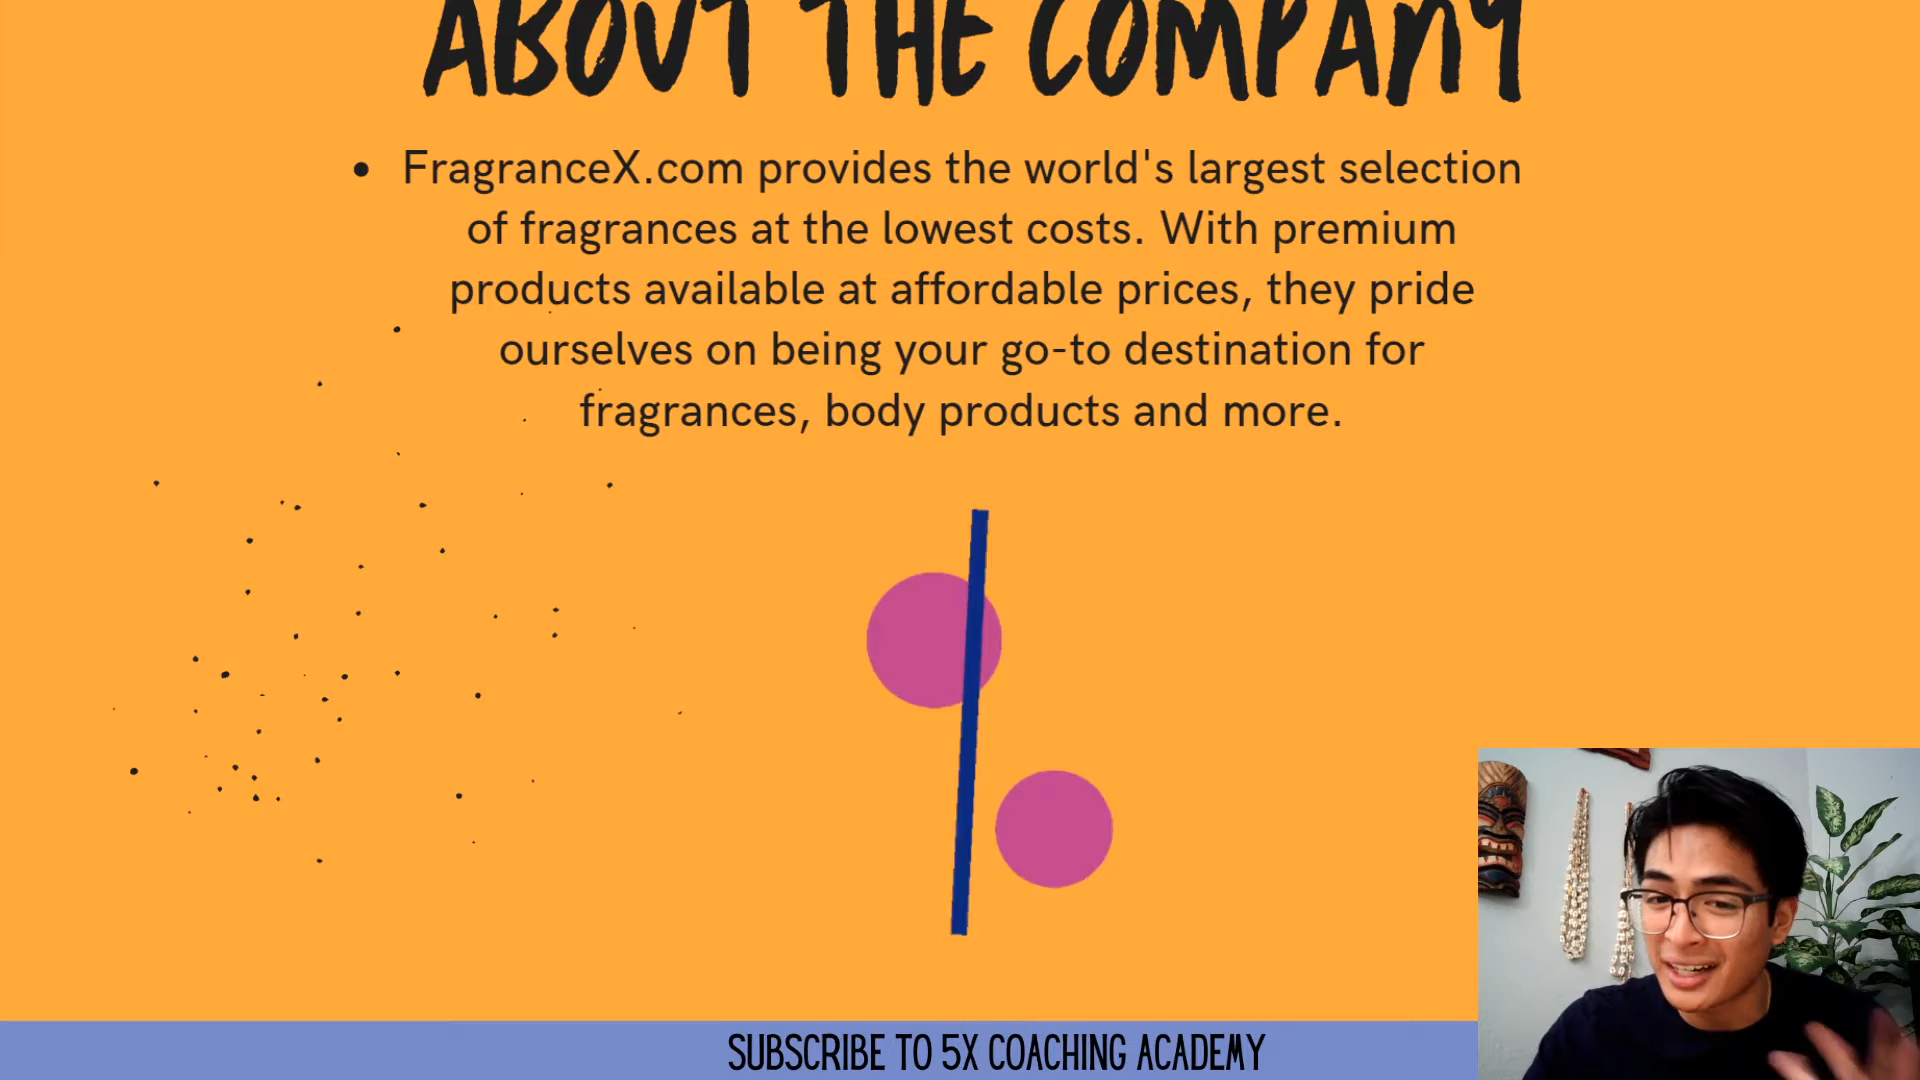 ABOUT THE COMPANY
• FragranceX.com provides the world's largest selection
of fragrances at the lowest costs. With premium
products available at affordable prices, they pride
ourselves on being your go-to destination for
fragrances, body products and more.
SUBSCRIBE TO 5X COACHING ACADEMY